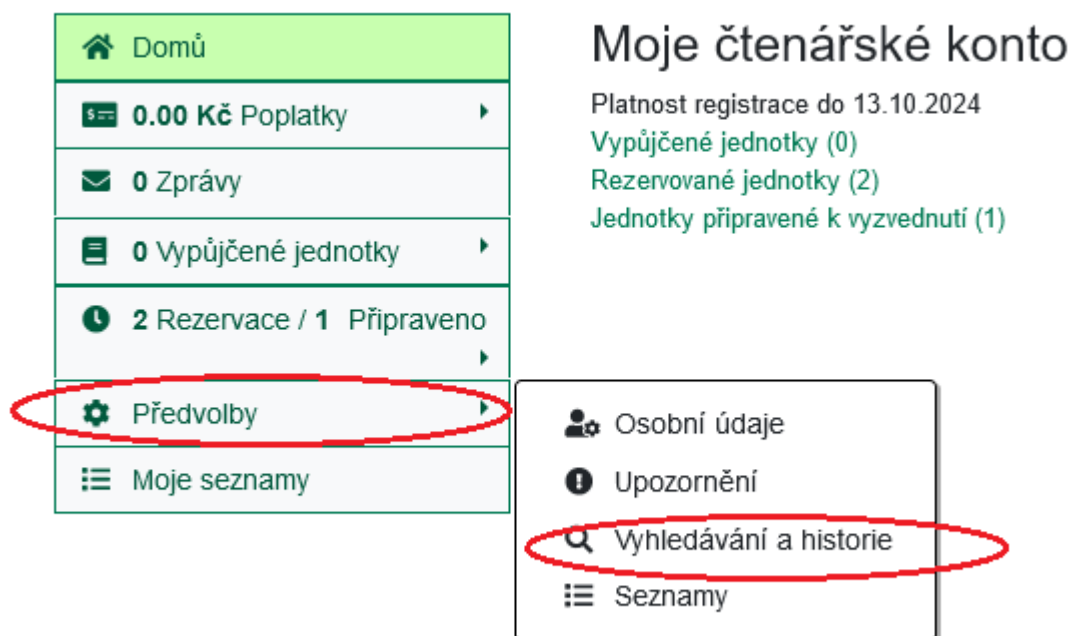 Domů
0.00 Kč Poplatky
0 Zprávy
0 Vypůjčené jednotky
2 Rezervace / 1 Připraveno
Předvolby
Moje seznamy
Moje čtenářské konto
Platnost registrace do 13.10.2024
Vypůjčené jednotky (0)
Rezervované jednotky (2)
Jednotky připravené k vyzvednutí (1)
Osobní údaje
Upozornění
Vyhledávání a historie
Seznamy